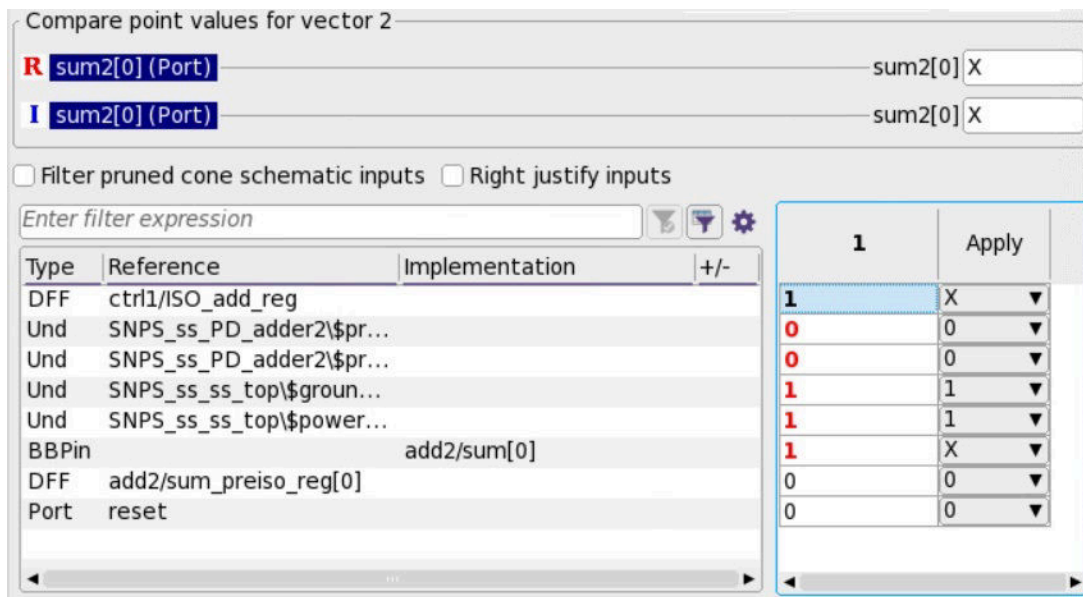 Compare point values for vector 2
R sum2[0] (Port) sum2[0] X
I sum2[0] (Port) sum2[0] X
Filter pruned cone schematic inputs Right justify inputs
Enter filter expression
1 Apply
Type Reference Implementation +/-
DFF ctrl1/ISO_add_reg 1 X
Und SNPS_ss_PD_adder2\$pr... 0 0
Und SNPS_ss_PD_adder2\$pr... 0 0
Und SNPS_ss_ss_top\$groun... 1 1
Und SNPS_ss_ss_top\$power... 1 1
BBPin add2/sum[0] 1 X
DFF add2/sum_preiso_reg[0] 0 0
Port reset 0 0